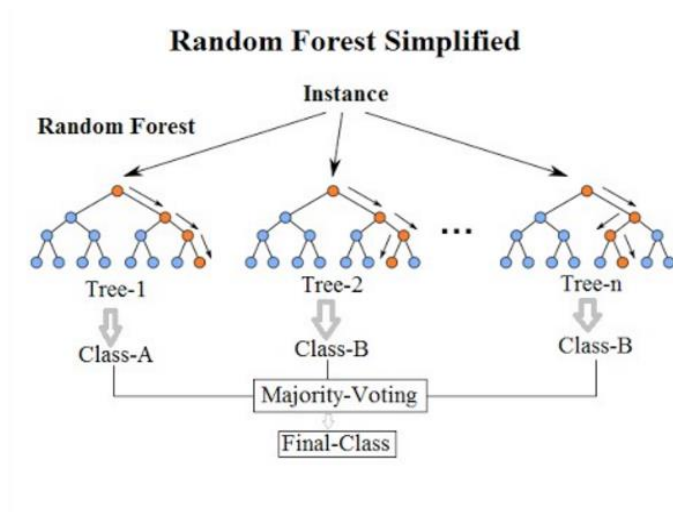 Random Forest Simplified
Instance
Random Forest
...
Tree-1
Tree-2
Tree-n
Class-A
Class-B
Class-B
Majority-Voting
Final-Class